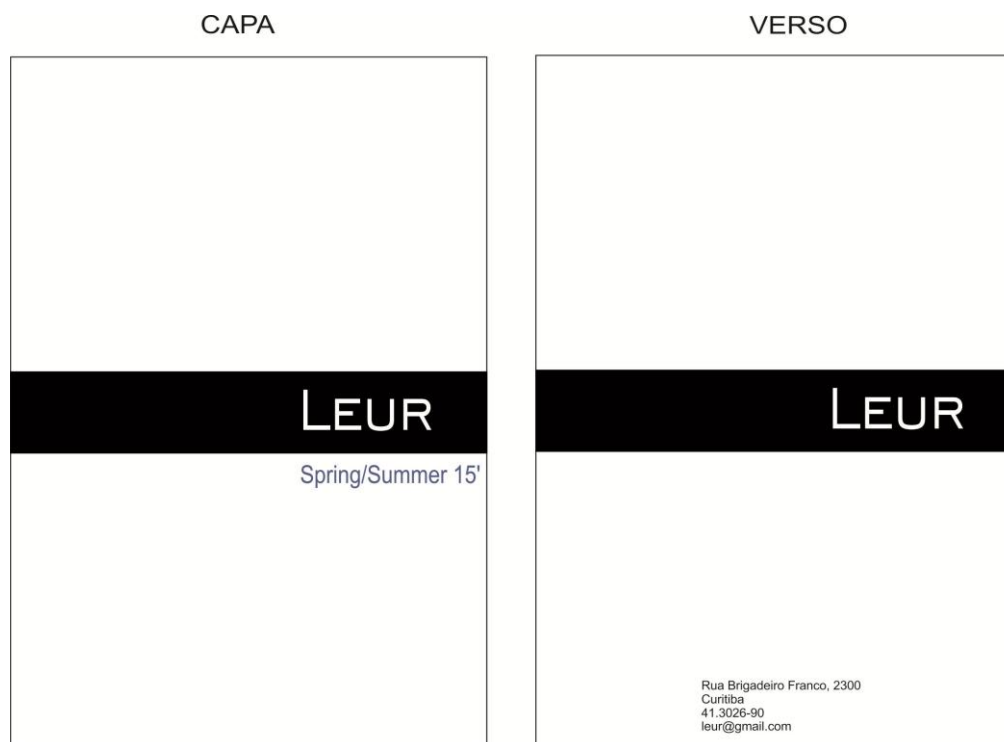 CAPA
LEUR
Spring/Summer 15'
VERSO
LEUR
Rua Brigadeiro Franco, 2300
Curitiba
41.3026-90
leur@gmail.com